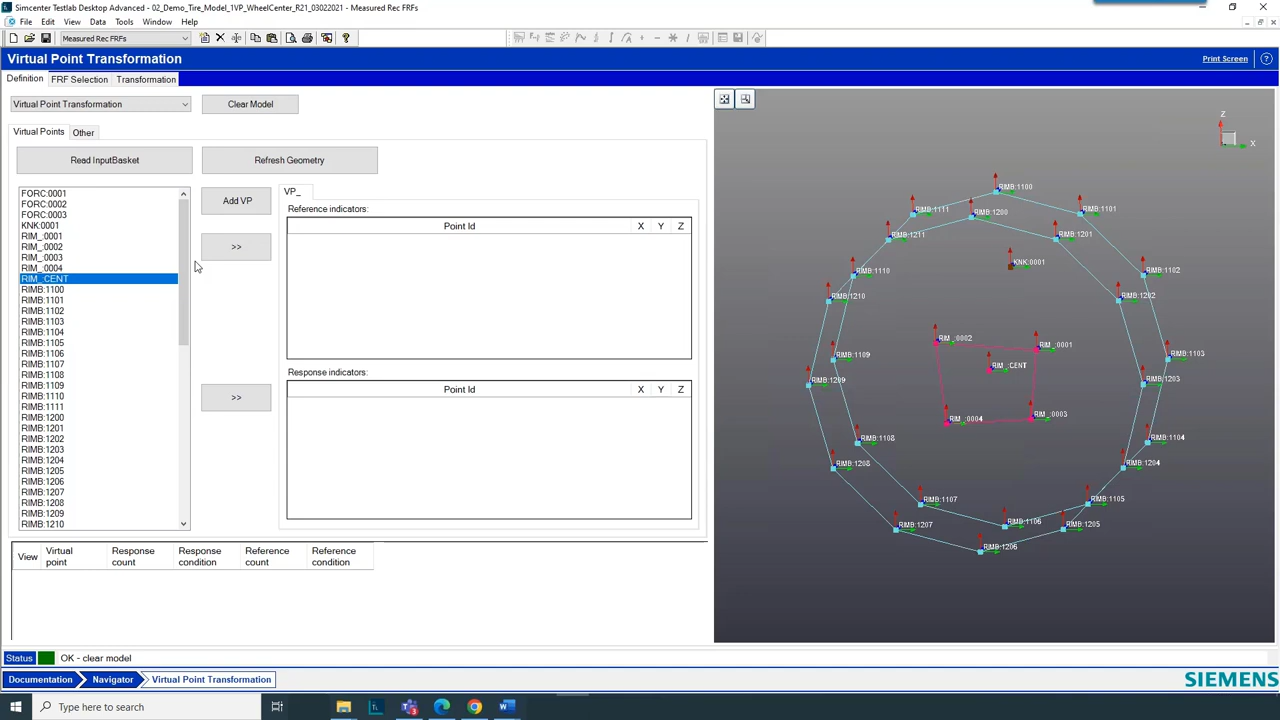 Simcenter Testlab Desktop Advanced - 02_Demo_Tire_Model_1VP_WheelCenter_R21_03022021 - Measured Rec FRFs
File Edit View Data Tools Window Help
Measured Rec FRFs
Virtual Point Transformation
Print Screen
Definition FRF Selection Transformation
Virtual Point Transformation
Clear Model
Virtual Points Other
Read InputBasket
Refresh Geometry
FORC:0001
FORC:0002
FORC:0003
KNK:0001
RIM_:0001
RIM_:0002
RIM_:0003
RIM_:0004
RIM_:CENT
RIMB:1100
RIMB:1101
RIMB:1102
RIMB:1103
RIMB:1104
RIMB:1105
RIMB:1106
RIMB:1107
RIMB:1108
RIMB:1109
RIMB:1110
RIMB:1111
RIMB:1200
RIMB:1201
RIMB:1202
RIMB:1203
RIMB:1204
RIMB:1205
RIMB:1206
RIMB:1207
RIMB:1208
RIMB:1209
RIMB:1210
Add VP
>>
>>
VP_
Reference indicators:
Point Id X Y Z
Response indicators:
Point Id X Y Z
View Virtual point Response count Response condition Reference count Reference condition
Z
X
RIMB:1100
RIMB:1111
RIMB:1200
RIMB:1101
RIMB:1211
RIMB:1201
KNK:0001
RIMB:1110
RIMB:1102
RIMB:1210
RIMB:1202
RIM_:0002
RIM_:0001
RIMB:1109
RIMB:1103
RIM_:CENT
RIMB:1209
RIMB:1203
RIM_:0004
RIM_:0003
RIMB:1108
RIMB:1104
RIMB:1208
RIMB:1204
RIMB:1107
RIMB:1105
RIMB:1207
RIMB:1106
RIMB:1205
RIMB:1206
Status OK - clear model
Documentation Navigator Virtual Point Transformation
SIEMENS
Type here to search